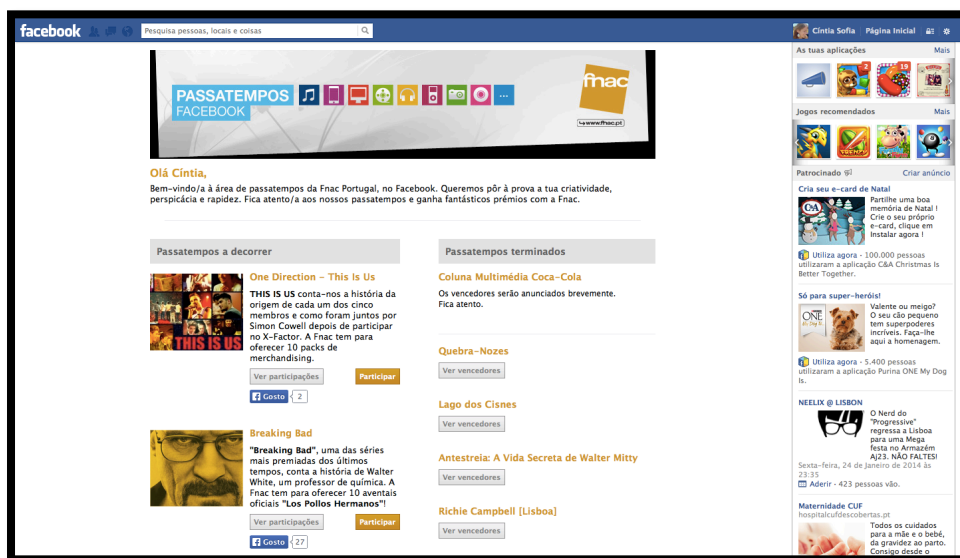 facebook
Pesquisa pessoas, locais e coisas
Cíntia Sofia
Página Inicial
PASSATEMPOS
FACEBOOK
...
fnac
www.fnac.pt
Olá Cíntia,
Bem-vindo/a à área de passatempos da Fnac Portugal, no Facebook. Queremos pôr à prova a tua criatividade,
perspicácia e rapidez. Fica atento/a aos nossos passatempos e ganha fantásticos prémios com a Fnac.
Passatempos a decorrer
THIS IS US
One Direction - This Is Us
THIS IS US conta-nos a história da
origem de cada um dos cinco
membros e como foram juntos por
Simon Cowell depois de participar
no X-Factor. A Fnac tem para
oferecer 10 packs de
merchandising.
Ver participações
Participar
Gosto
2
Breaking Bad
"Breaking Bad", uma das séries
mais premiadas dos últimos
tempos, conta a história de Walter
White, um professor de química. A
Fnac tem para oferecer 10 aventais
oficiais "Los Pollos Hermanos"!
Ver participações
Participar
Gosto
27
Passatempos terminados
Coluna Multimédia Coca-Cola
Os vencedores serão anunciados brevemente.
Fica atento.
Quebra-Nozes
Ver vencedores
Lago dos Cisnes
Ver vencedores
Antestreia: A Vida Secreta de Walter Mitty
Ver vencedores
Richie Campbell [Lisboa]
Ver vencedores
As tuas aplicações
Mais
2
19
Jogos recomendados
Mais
Patrocinado
Criar anúncio
Cria seu e-card de Natal
C&A
Partilhe uma boa
memória de Natal !
Crie o seu próprio
e-card, clique em
Instalar agora !
Utiliza agora - 100.000 pessoas
utilizaram a aplicação C&A Christmas Is
Better Together.
Só para super-heróis!
ONE
Valente ou meigo?
O seu cão pequeno
tem superpoderes
incríveis. Faça-lhe
aqui a homenagem.
Utiliza agora - 5.400 pessoas
utilizaram a aplicação Purina ONE My Dog
Is.
NEELIX @ LISBON
O Nerd do
"Progressive"
regressa a Lisboa
para uma Mega
festa no Armazém
Aj23. NÃO FALTES!
Sexta-feira, 24 de Janeiro de 2014 às
23:35
Aderir - 423 pessoas vão.
Maternidade CUF
hospitalcufdescobertas.pt
Todos os cuidados
para a mãe e o bebé,
da gravidez ao parto.
Consigo desde o